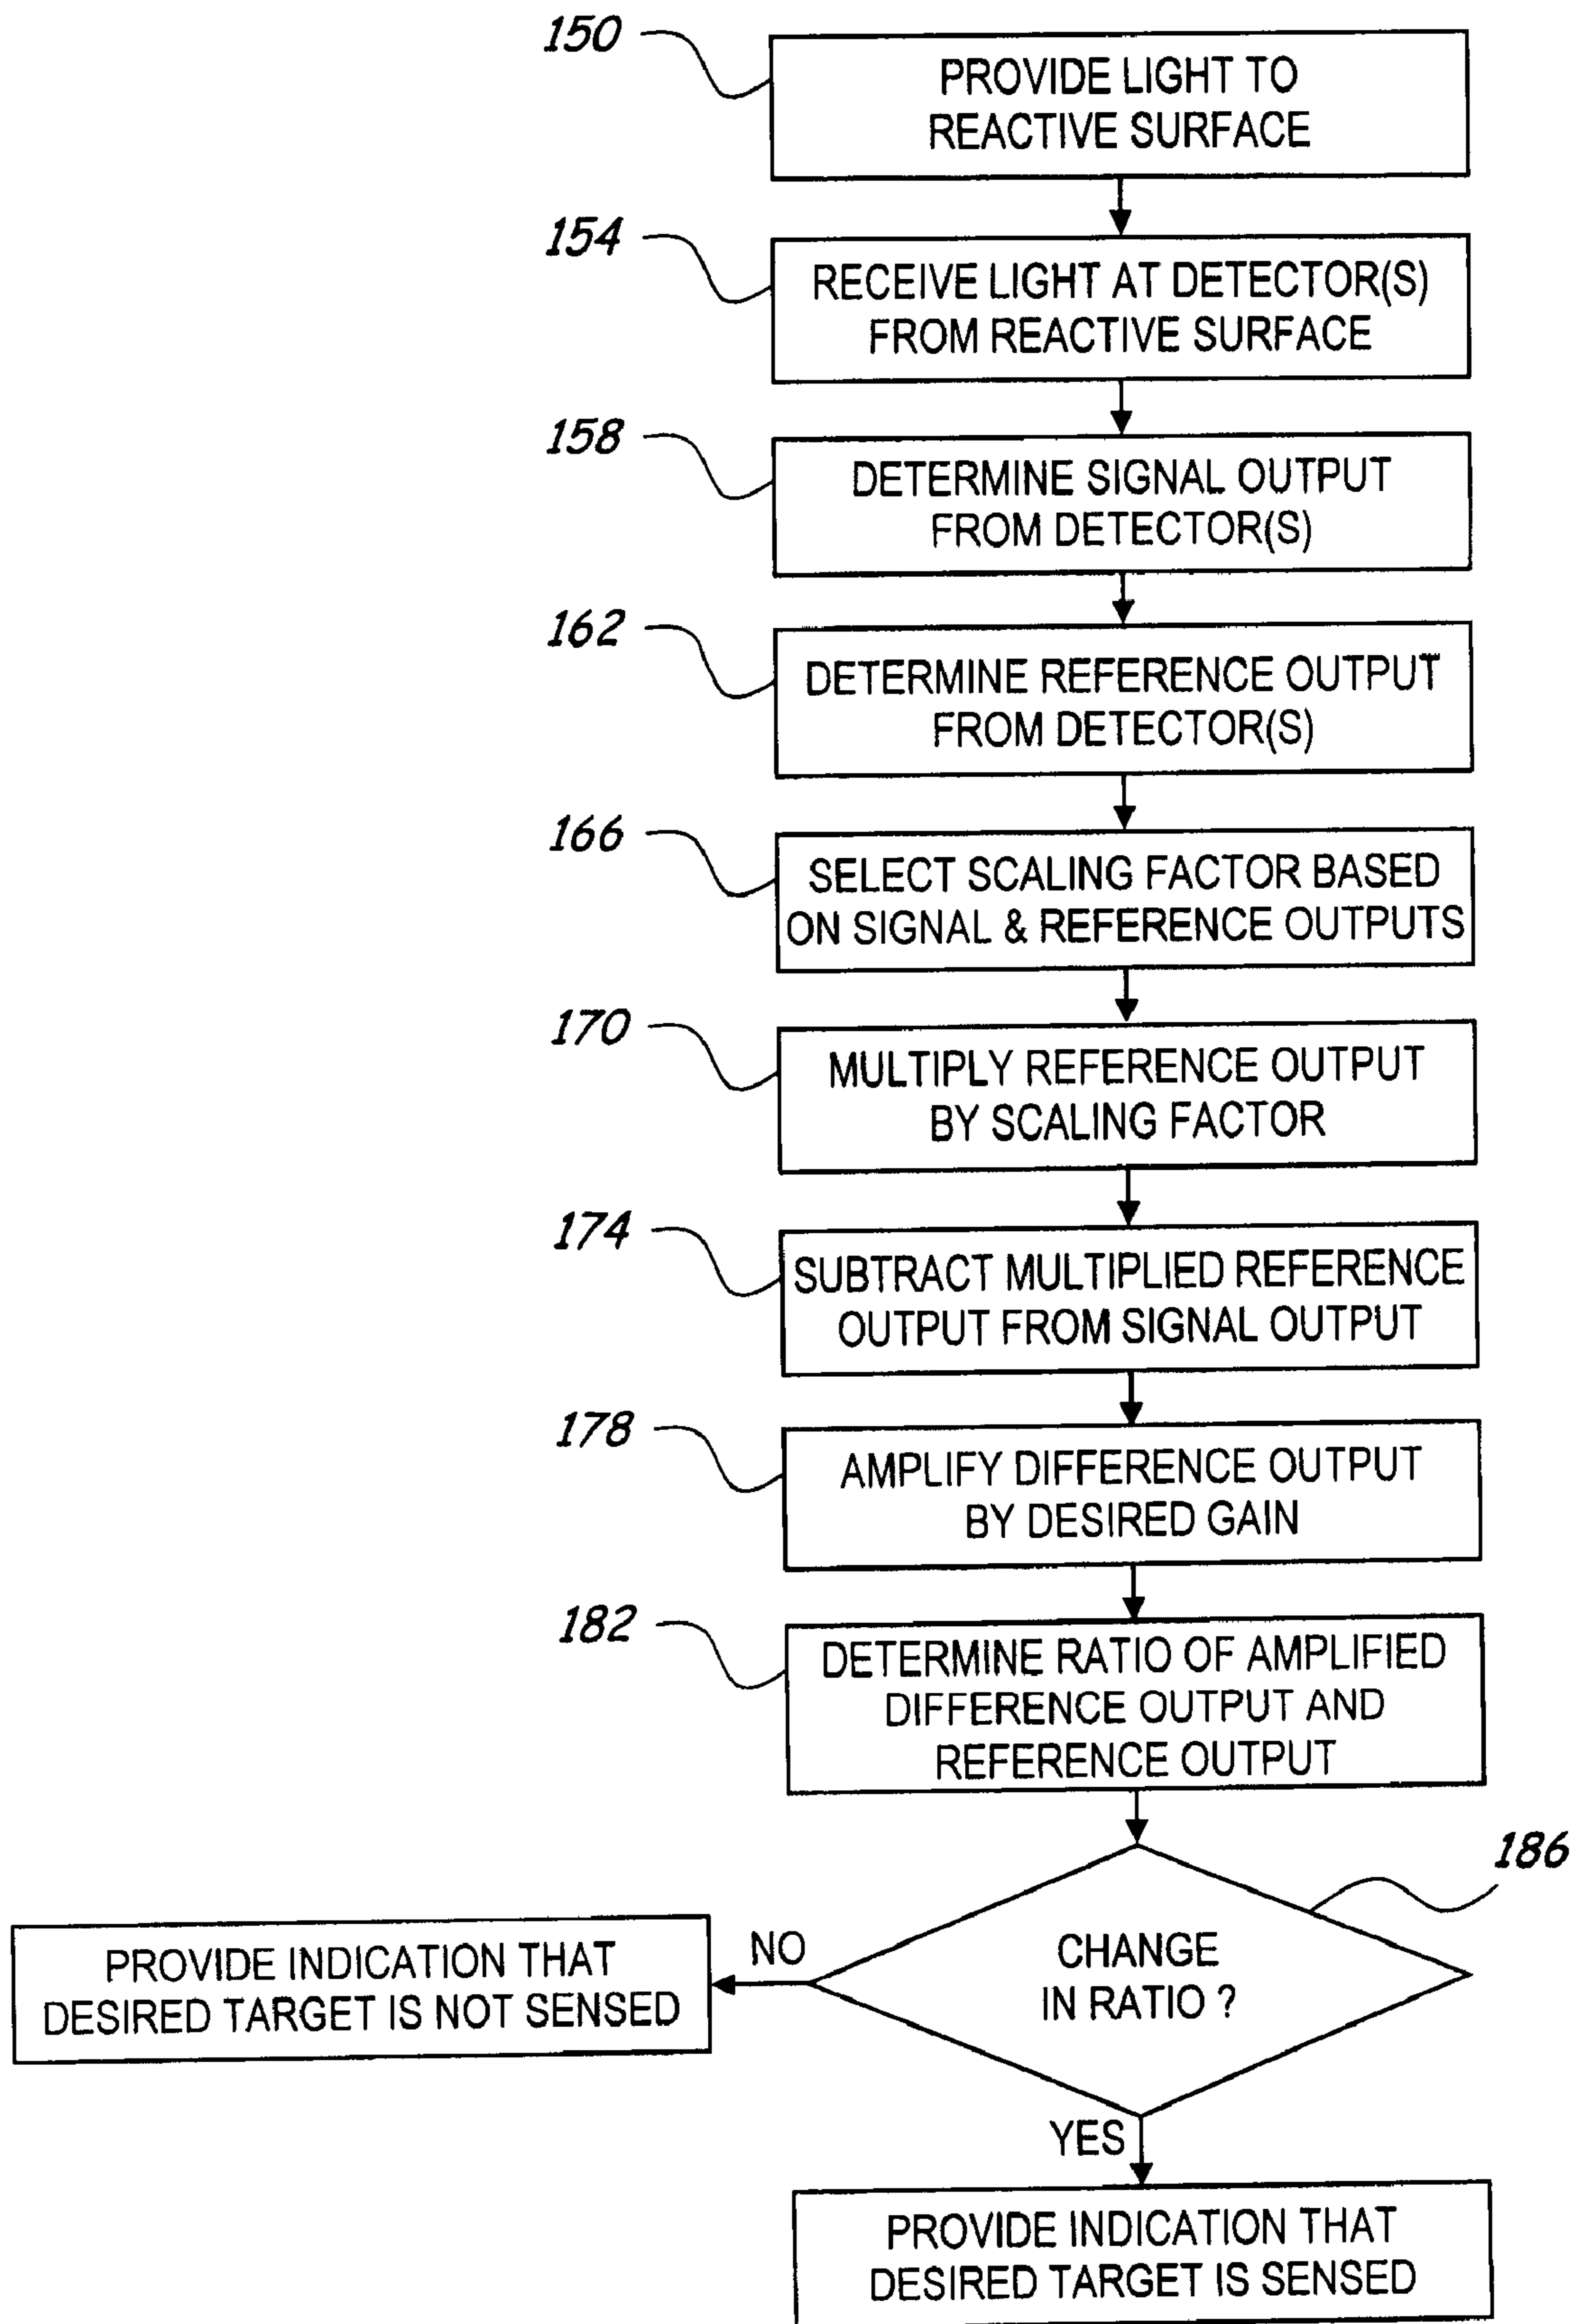 150
PROVIDE LIGHT TO
REACTIVE SURFACE
154
RECEIVE LIGHT AT DETECTOR(S)
FROM REACTIVE SURFACE
158
DETERMINE SIGNAL OUTPUT
FROM DETECTOR(S)
162
DETERMINE REFERENCE OUTPUT
FROM DETECTOR(S)
166
SELECT SCALING FACTOR BASED
ON SIGNAL & REFERENCE OUTPUTS
170
MULTIPLY REFERENCE OUTPUT
BY SCALING FACTOR
174
SUBTRACT MULTIPLIED REFERENCE
OUTPUT FROM SIGNAL OUTPUT
178
AMPLIFY DIFFERENCE OUTPUT
BY DESIRED GAIN
182
DETERMINE RATIO OF AMPLIFIED
DIFFERENCE OUTPUT AND
REFERENCE OUTPUT
186
CHANGE
IN RATIO ?
NO
PROVIDE INDICATION THAT
DESIRED TARGET IS NOT SENSED
YES
PROVIDE INDICATION THAT
DESIRED TARGET IS SENSED